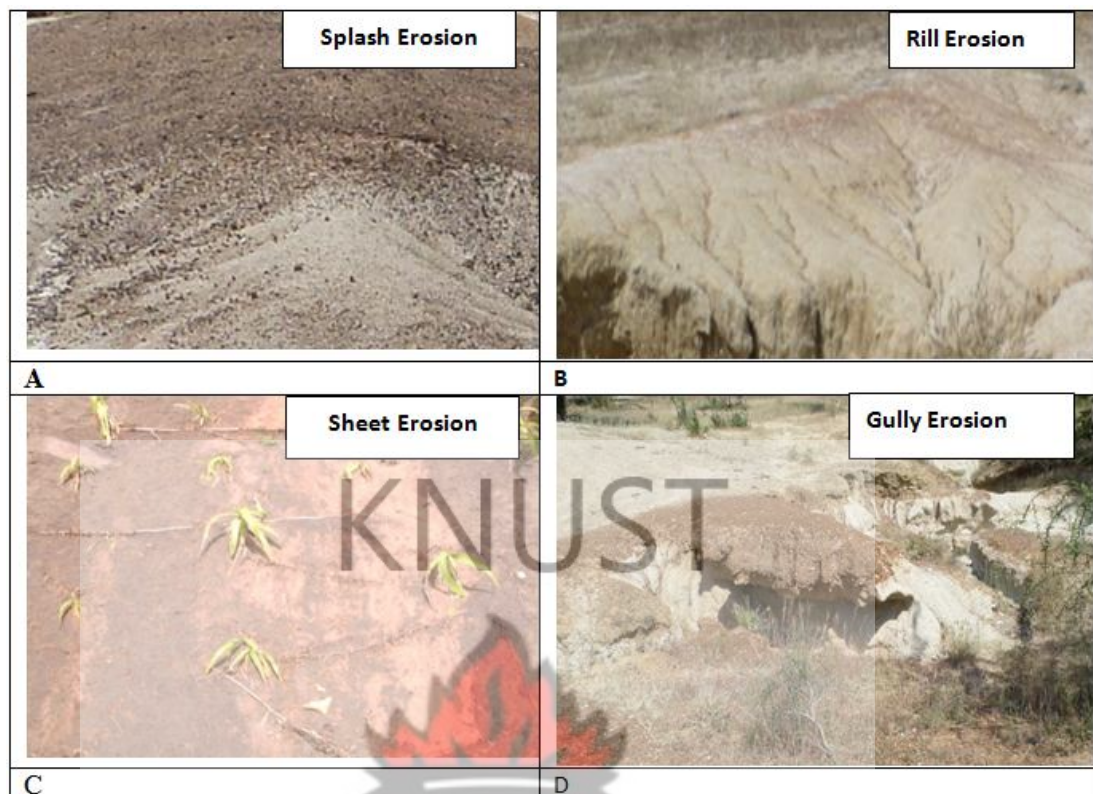 Splash Erosion
Rill Erosion
A
B
Sheet Erosion
Gully Erosion
KNUST
C
D